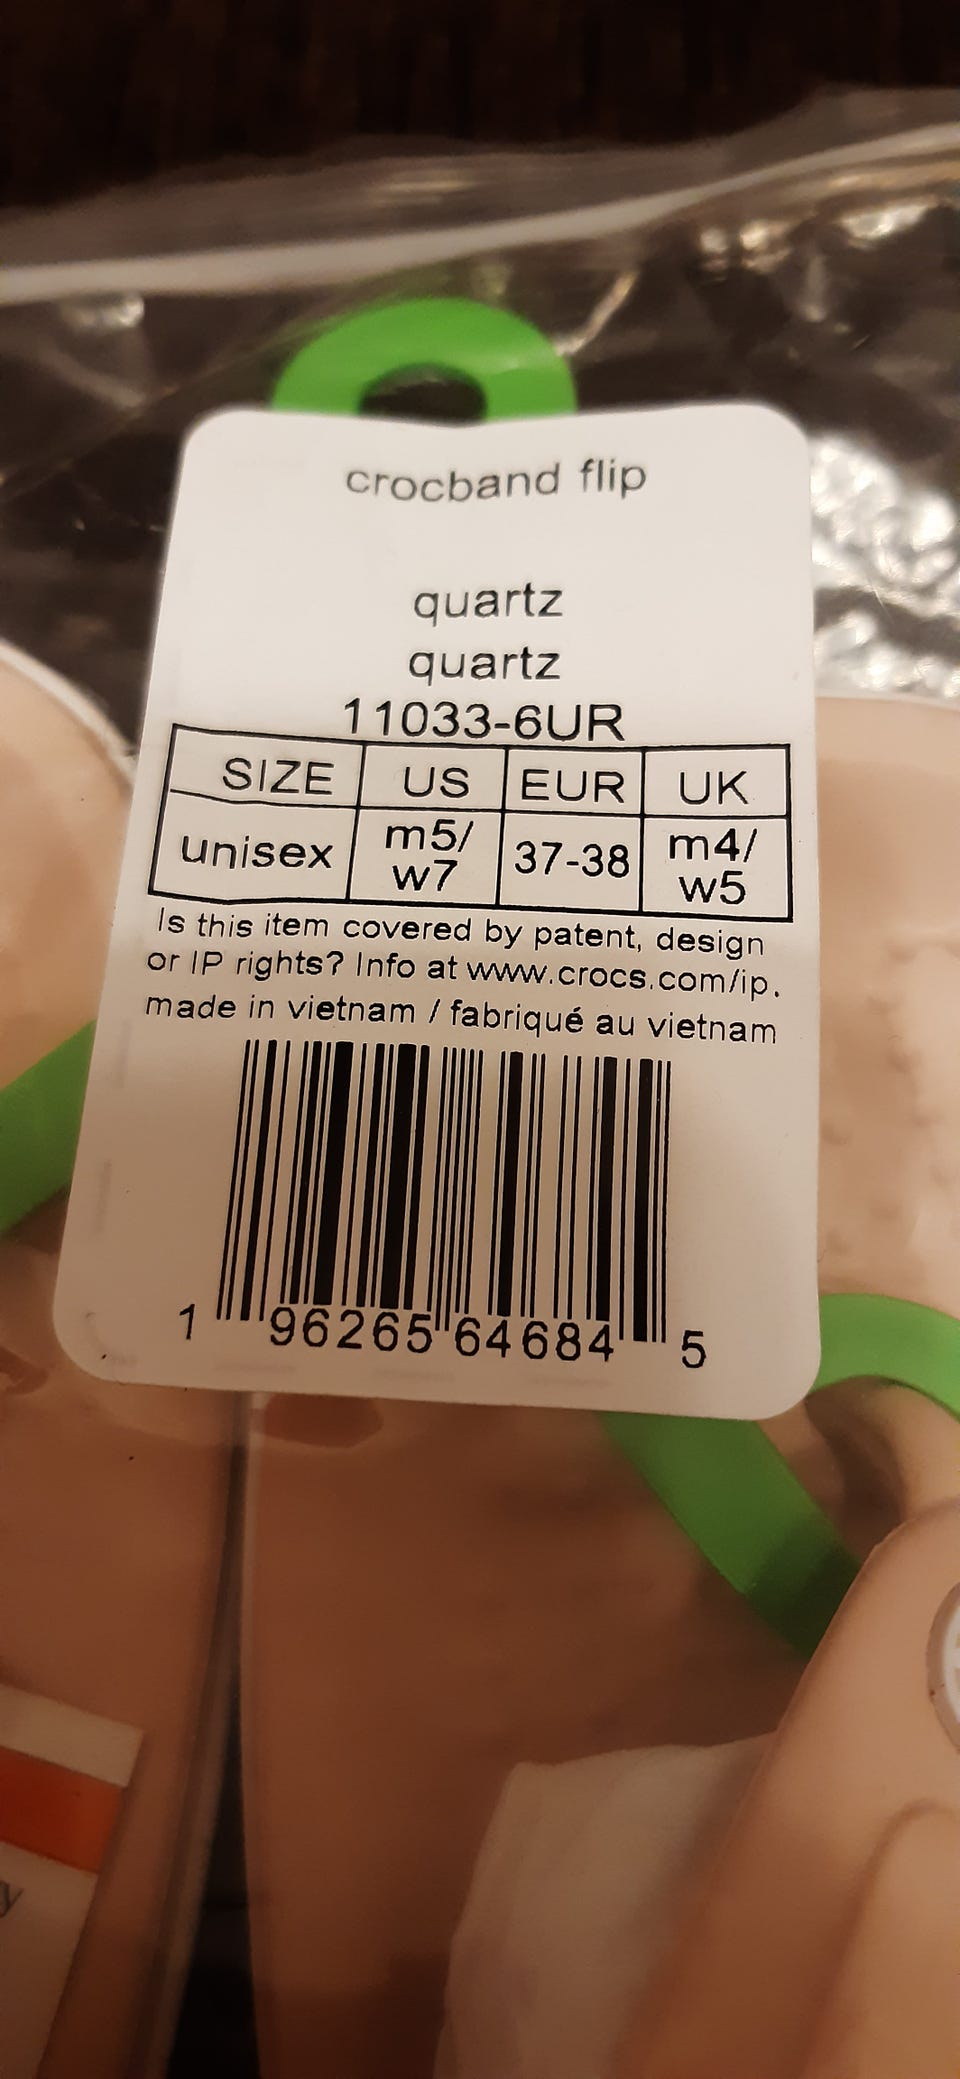 crocband flip
quartz
quartz
11033-6UR
SIZE US EUR UK
unisex m5/ w7 37-38 m4/ w5
Is this item covered by patent, design
or IP rights? Info at www.crocs.com/ip.
made in vietnam / fabriqué au vietnam
1 96265 64684 5
y